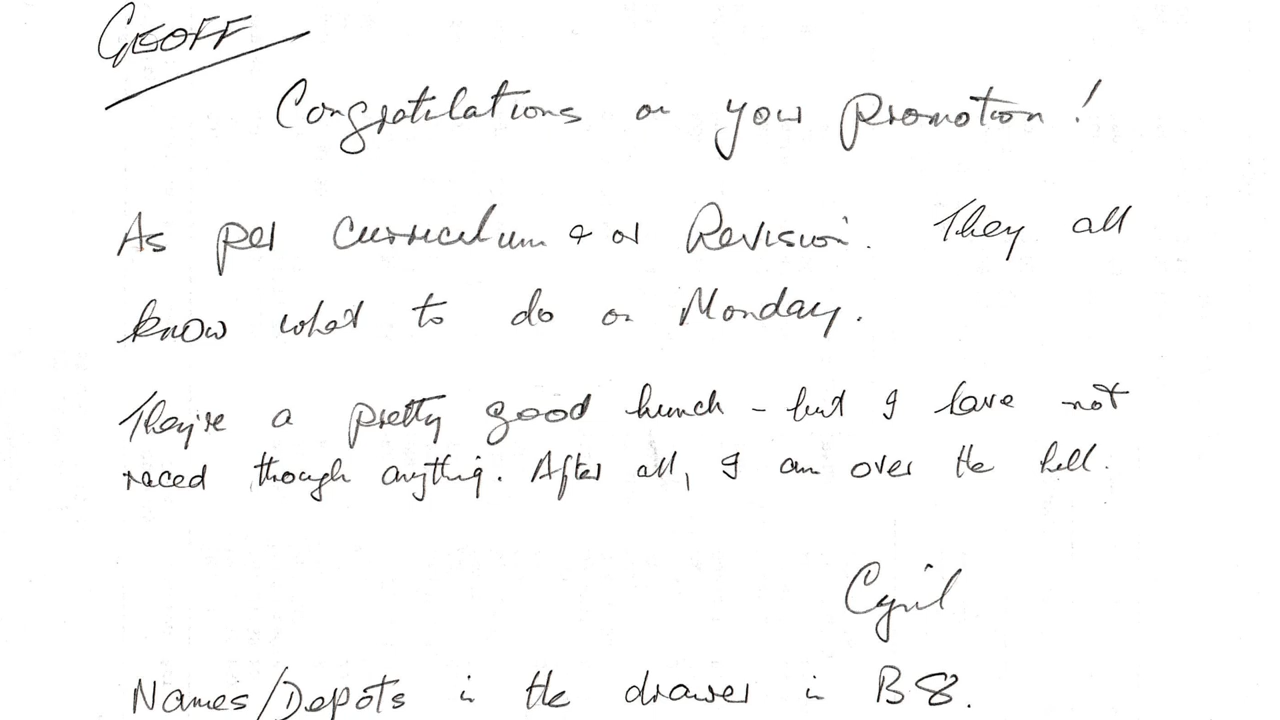 GEOFF
Congratulations on your Promotion!
As per Curriculum & or Revision. They all
know what to do on Monday.
They're a pretty good bunch - but I have not
raced through anything. After all, I am over the hill.
Cyril
Names/Depots in the drawer in B8.